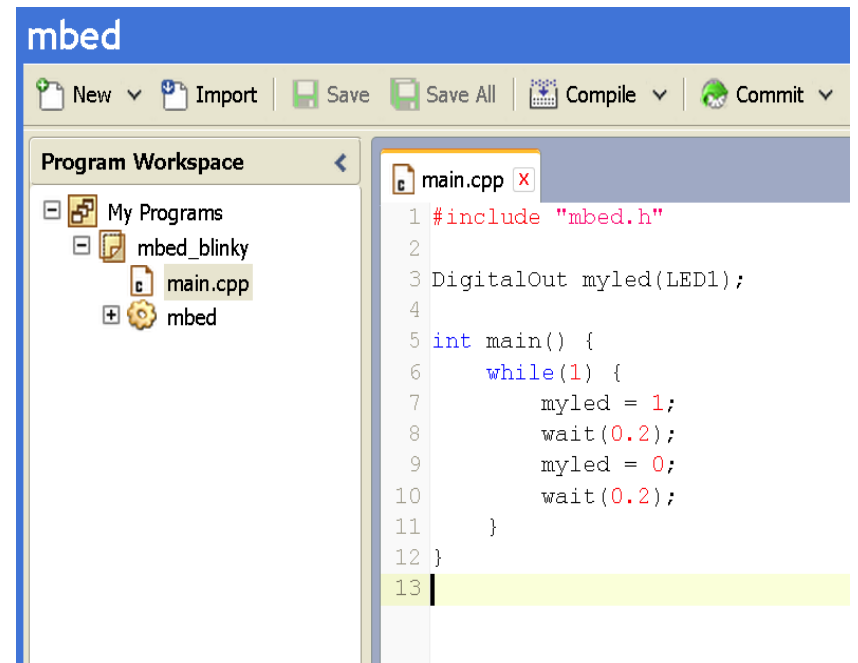 mbed
New Import Save Save All Compile Commit
Program Workspace
My Programs
mbed_blinky
main.cpp
mbed
main.cpp
1 #include "mbed.h"
2
3 DigitalOut myled(LED1);
4
5 int main() {
6     while(1) {
7         myled = 1;
8         wait(0.2);
9         myled = 0;
10         wait(0.2);
11     }
12 }
13